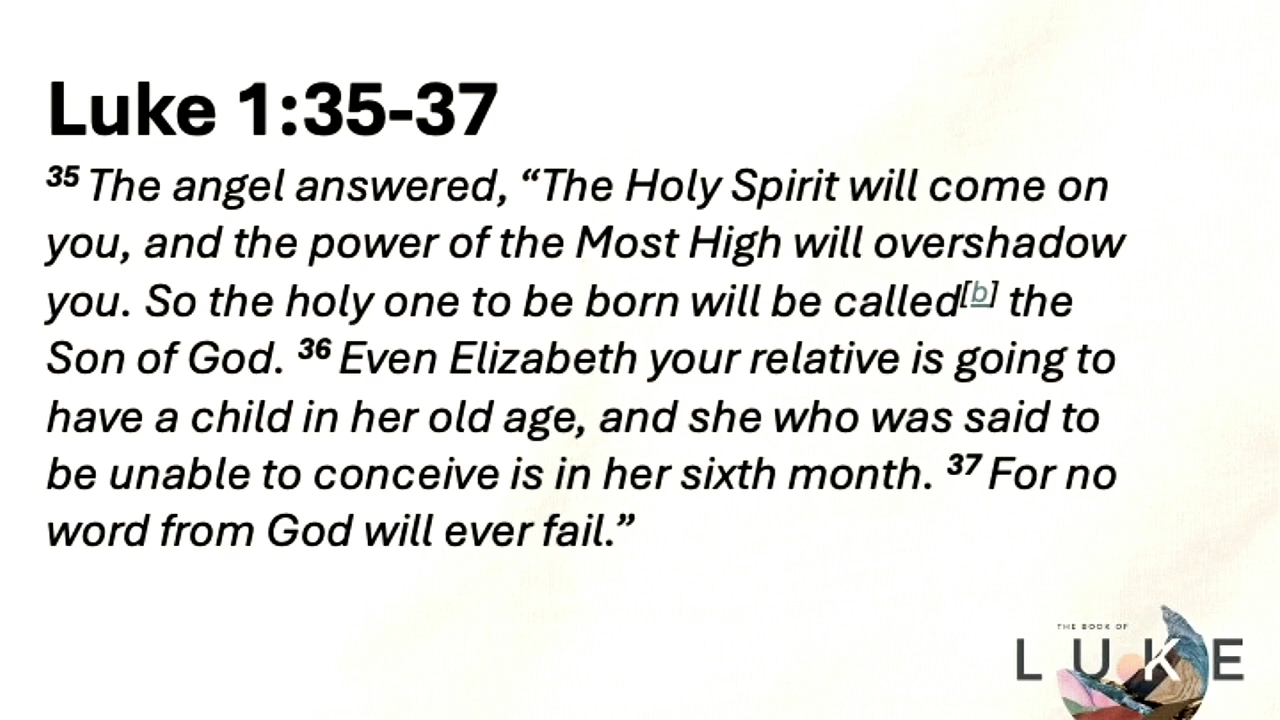 Luke 1:35-37
35 The angel answered, “The Holy Spirit will come on
you, and the power of the Most High will overshadow
you. So the holy one to be born will be called[b] the
Son of God. 36 Even Elizabeth your relative is going to
have a child in her old age, and she who was said to
be unable to conceive is in her sixth month. 37 For no
word from God will ever fail.”
THE BOOK OF
LUKE